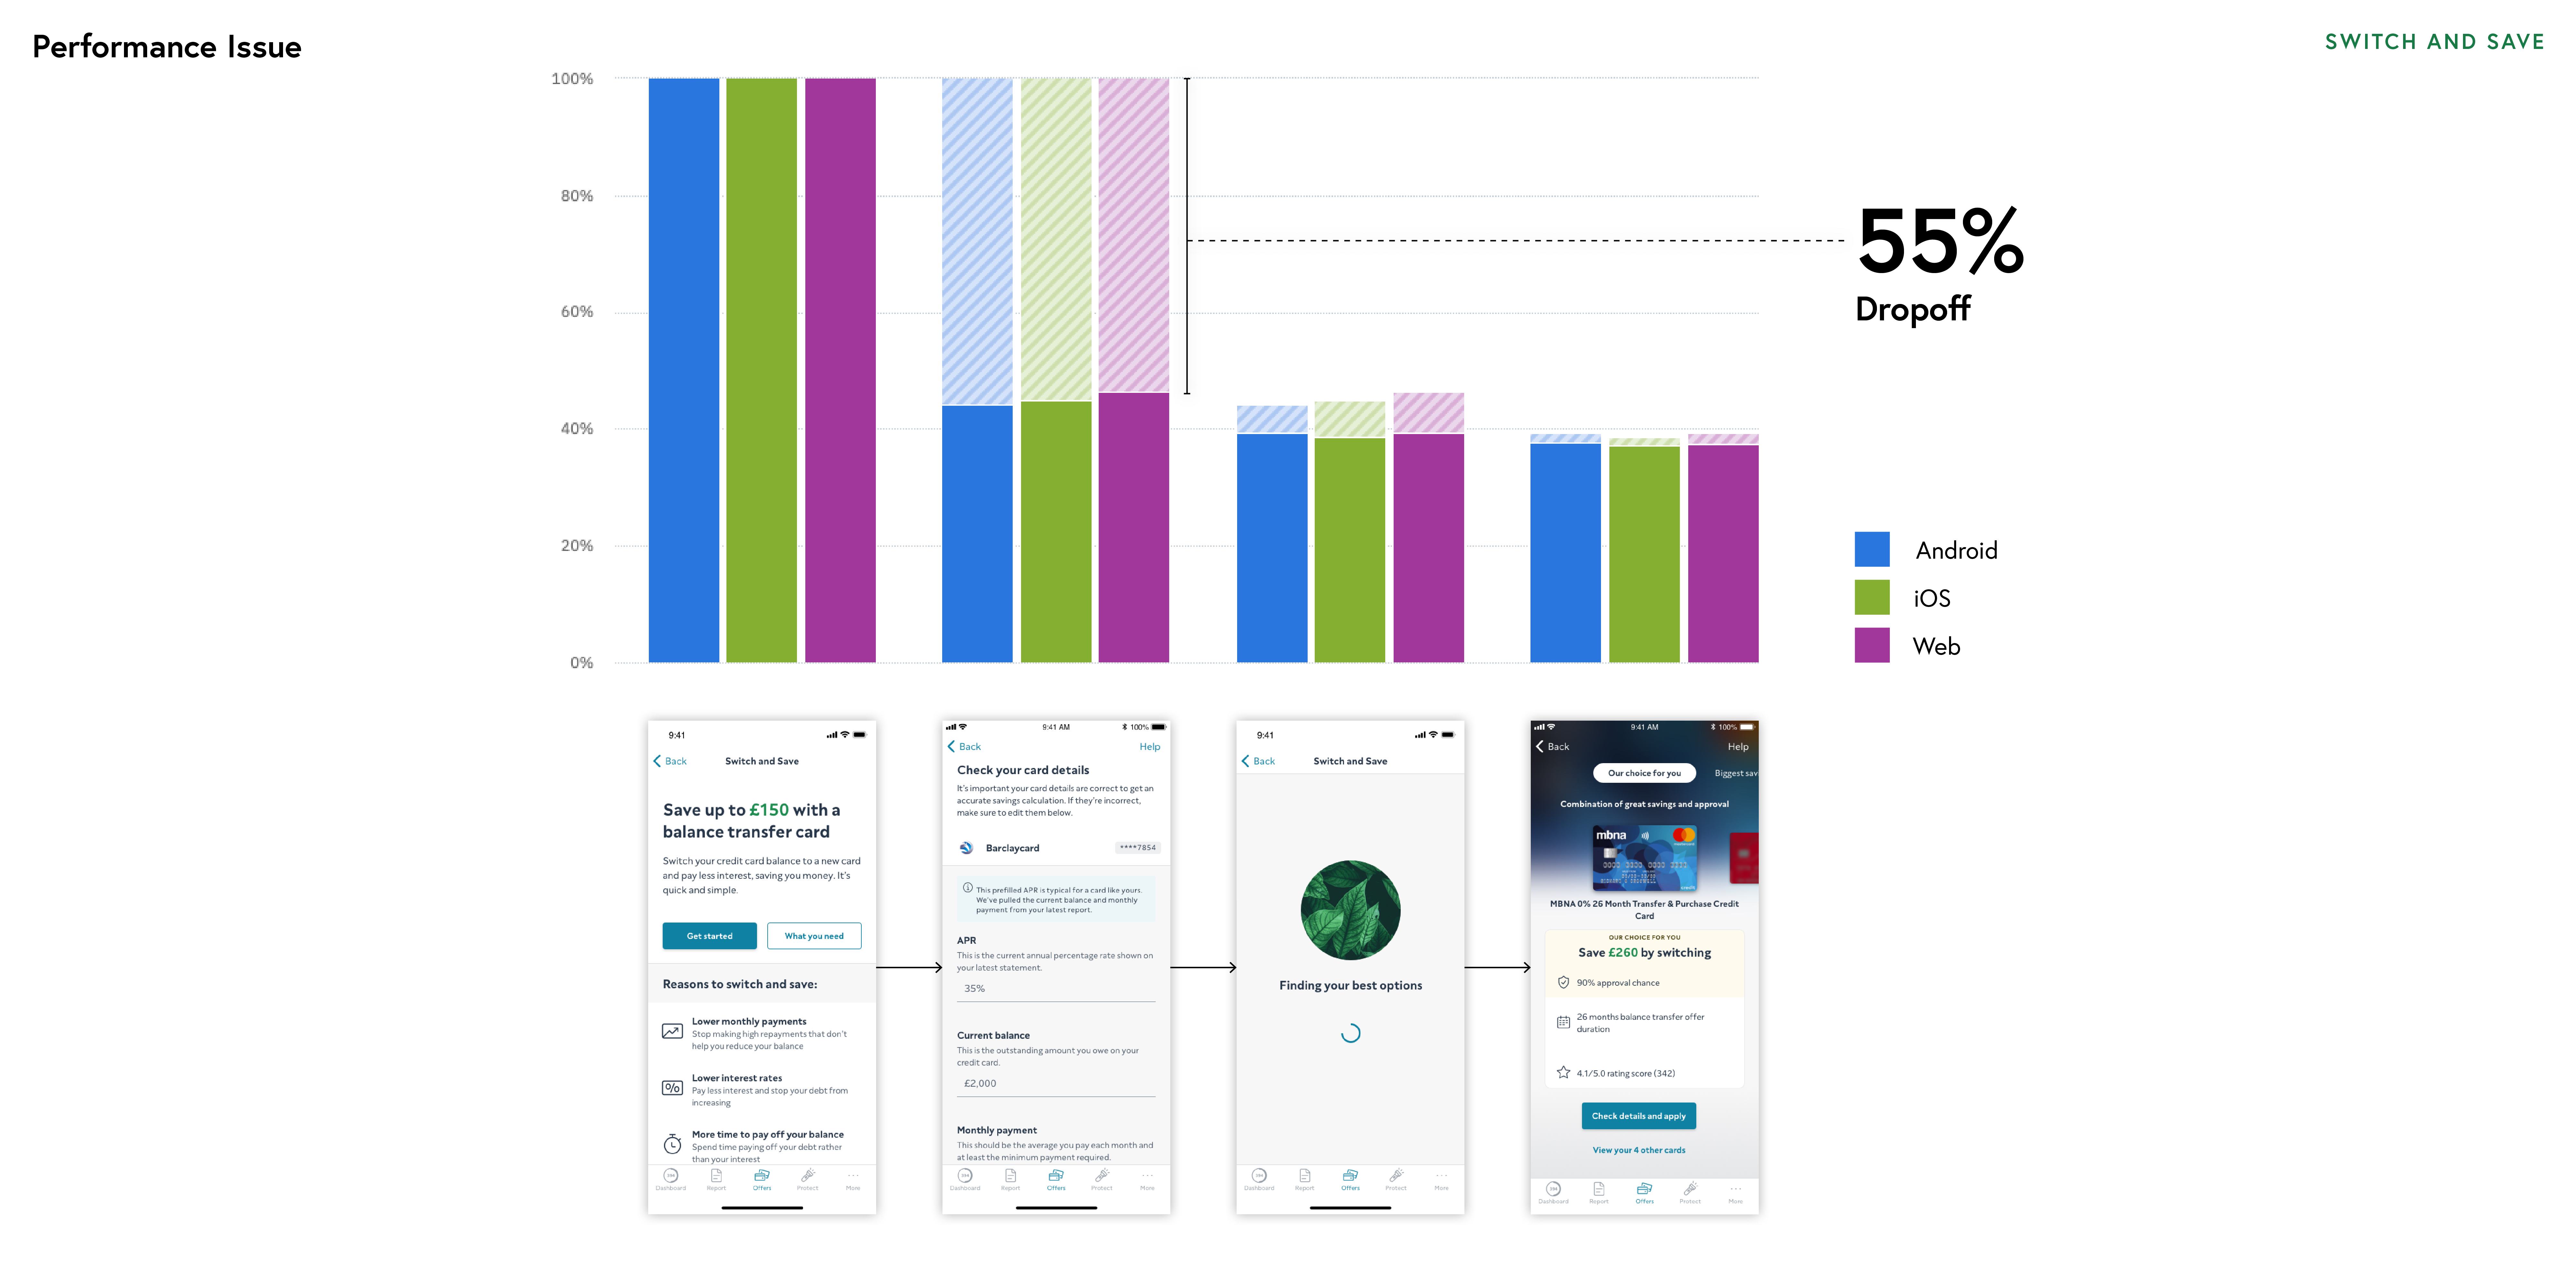 Performance Issue
SWITCH AND SAVE
100%
80%
60%
40%
20%
0%
55%
Dropoff
Android
iOS
Web
9:41
Back
Switch and Save
Save up to £150 with a
balance transfer card
Switch your credit card balance to a new card
and pay less interest, saving you money. It's
quick and simple.
Get started
What you need
Reasons to switch and save:
Lower monthly payments
Stop making high repayments that don't
help you reduce your balance
Lower interest rates
Pay less interest and stop your debt from
increasing
More time to pay off your balance
Spend time paying off your debt rather
than your interest
Dashboard
Report
Offers
Protect
More
9:41 AM
100%
Back
Help
Check your card details
It's important your card details are correct to get an
accurate savings calculation. If they're incorrect,
make sure to edit them below.
Barclaycard
****7854
This prefilled APR is typical for a card like yours.
We've pulled the current balance and monthly
payment from your latest report.
APR
This is the current annual percentage rate shown on
your latest statement.
35%
Current balance
This is the outstanding amount you owe on your
credit card.
£2,000
Monthly payment
This should be the average you pay each month and
at least the minimum payment required.
Dashboard
Report
Offers
Protect
More
9:41
Back
Switch and Save
Finding your best options
Dashboard
Report
Offers
Protect
More
9:41 AM
100%
Back
Help
Our choice for you
Biggest sav
Combination of great savings and approval
mbna
MBNA 0% 26 Month Transfer & Purchase Credit
Card
OUR CHOICE FOR YOU
Save £260 by switching
90% approval chance
26 months balance transfer offer
duration
4.1/5.0 rating score (342)
Check details and apply
View your 4 other cards
Dashboard
Report
Offers
Protect
More